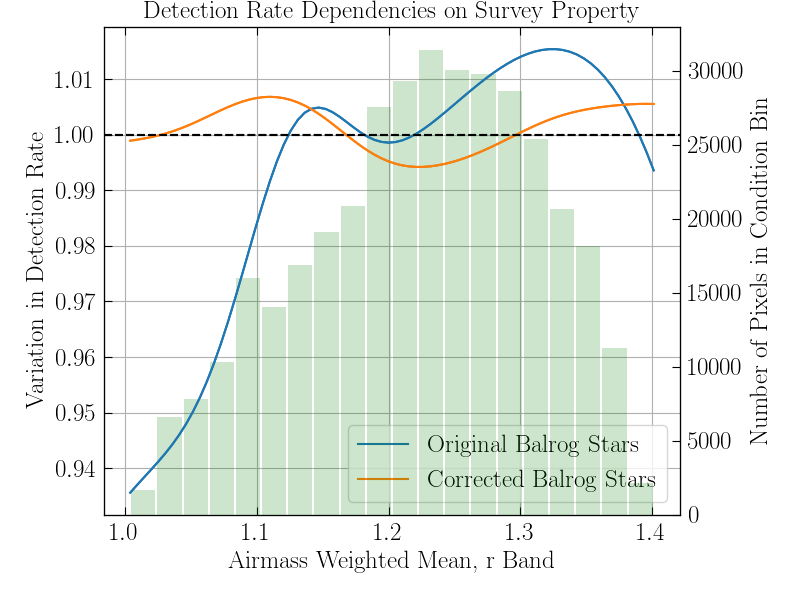 Detection Rate Dependencies on Survey Property
Variation in Detection Rate
1.01
1.00
0.99
0.98
0.97
0.96
0.95
0.94
30000
25000
20000
15000
10000
5000
0
Number of Pixels in Condition Bin
Original Balrog Stars
Corrected Balrog Stars
1.0 1.1 1.2 1.3 1.4
Airmass Weighted Mean, r Band